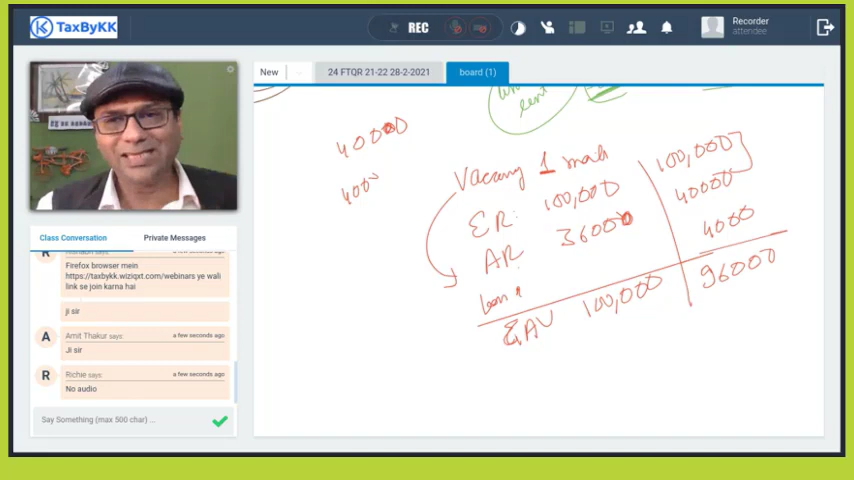 TaxByKK
REC
Recorder
attendee
New
24 FTQR 21-22 28-2-2021
board (1)
Class Conversation
Private Messages
Firefox browser mein
https://taxbykk.wiziqxt.com/webinars ye wali
link se join karna hai
ji sir
A
Amit Thakur says:
a few seconds ago
Ji sir
R
Richie says:
a few seconds ago
No audio
Say Something (max 500 char) ...
rent
40000
4000
Vacancy 1 month
ER: 100,000 100,000
AR: 36000 40000
4000
GAV 100,000 96000